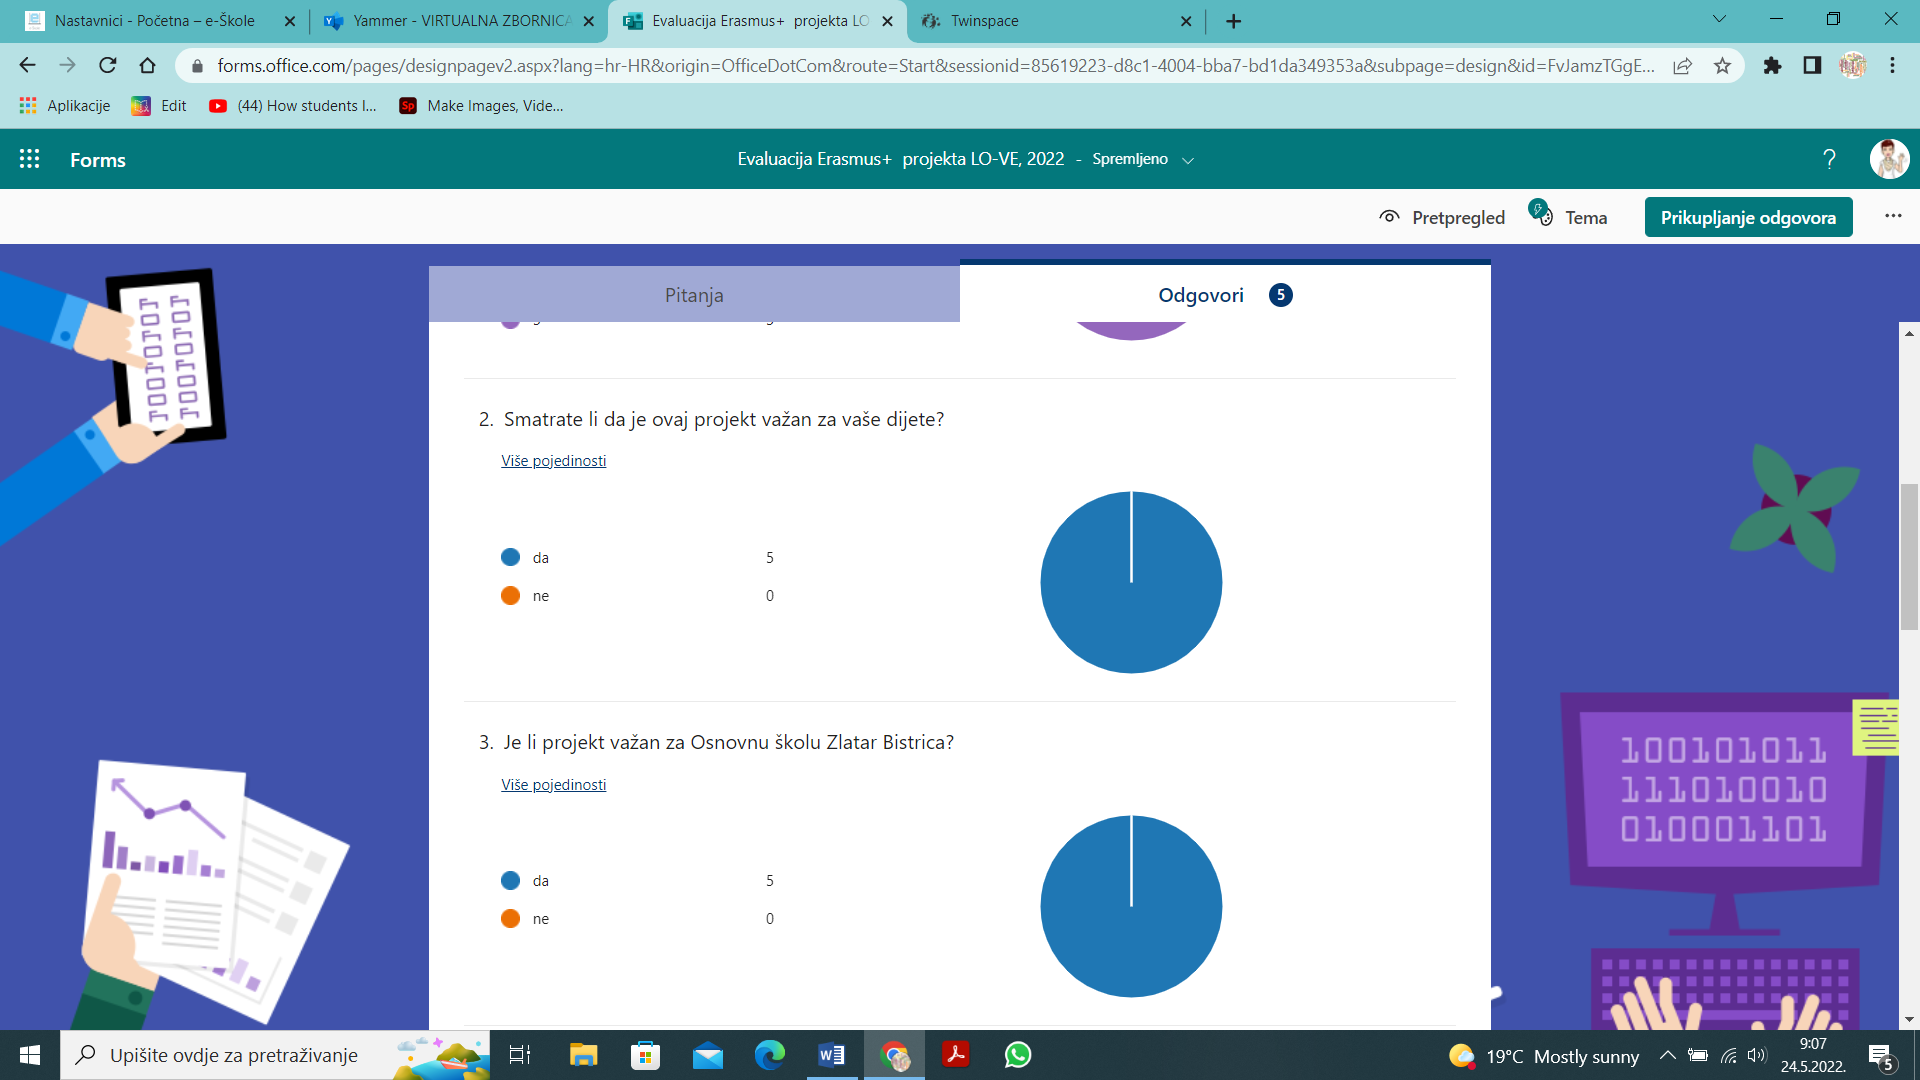 Nastavnici - Početna – e-Škole
Yammer - VIRTUALNA ZBORNICA
Evaluacija Erasmus+ projekta LO
Twinspace
forms.office.com/pages/designpagev2.aspx?lang=hr-HR&origin=OfficeDotCom&route=Start&sessionid=85619223-d8c1-4004-bba7-bd1da349353a&subpage=design&id=FvJamzTGgE...
Aplikacije
Edit
(44) How students l...
Sp
Make Images, Vide...
Forms
Evaluacija Erasmus+ projekta LO-VE, 2022 - Spremljeno
?
Pretpregled
Tema
Prikupljanje odgovora
Pitanja
Odgovori 5
2. Smatrate li da je ovaj projekt važan za vaše dijete?
Više pojedinosti
da 5
ne 0
3. Je li projekt važan za Osnovnu školu Zlatar Bistrica?
Više pojedinosti
da 5
ne 0
100101011
111010010
010001101
Upišite ovdje za pretraživanje
19°C Mostly sunny
9:07
24.5.2022.
5